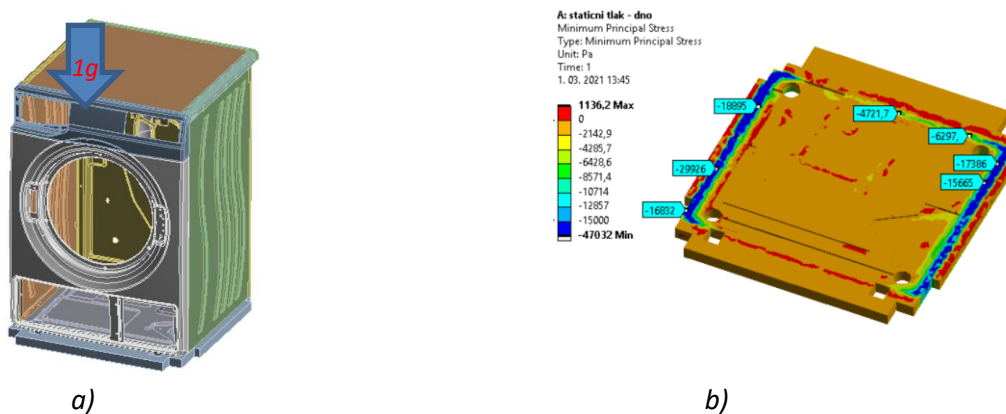 1g
a)
A: staticni tlak - dno
Minimum Principal Stress
Type: Minimum Principal Stress
Unit: Pa
Time: 1
1. 03. 2021 13:45
1136,2 Max
0
-2142,9
-4285,7
-6428,6
-8571,4
-10714
-12857
-15000
-47032 Min
-18895
-4721,7
-6297,
-17386
-29926
-15665
-16832
b)